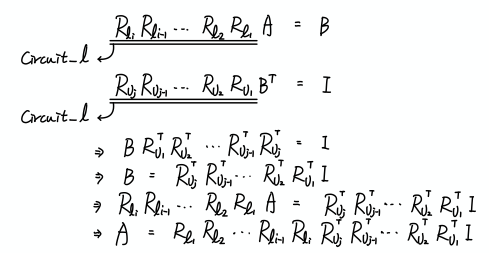 R_{l_i} R_{l_{i-1}} ... R_{l_2} R_{l_1} A = B
Circuit_l
R_{U_j} R_{U_{j-1}} ... R_{U_2} R_{U_1} B^T = I
Circuit_l
⇒ B R_{U_1}^T R_{U_2}^T ... R_{U_{j-1}}^T R_{U_j}^T = I
⇒ B = R_{U_j}^T R_{U_{j-1}}^T ... R_{U_2}^T R_{U_1}^T I
⇒ R_{l_i} R_{l_{i-1}} ... R_{l_2} R_{l_1} A = R_{U_j}^T R_{U_{j-1}}^T ... R_{U_2}^T R_{U_1}^T I
⇒ A = R_{l_1} R_{l_2} ... R_{l_{i-1}} R_{l_i} R_{U_j}^T R_{U_{j-1}}^T ... R_{U_2}^T R_{U_1}^T I